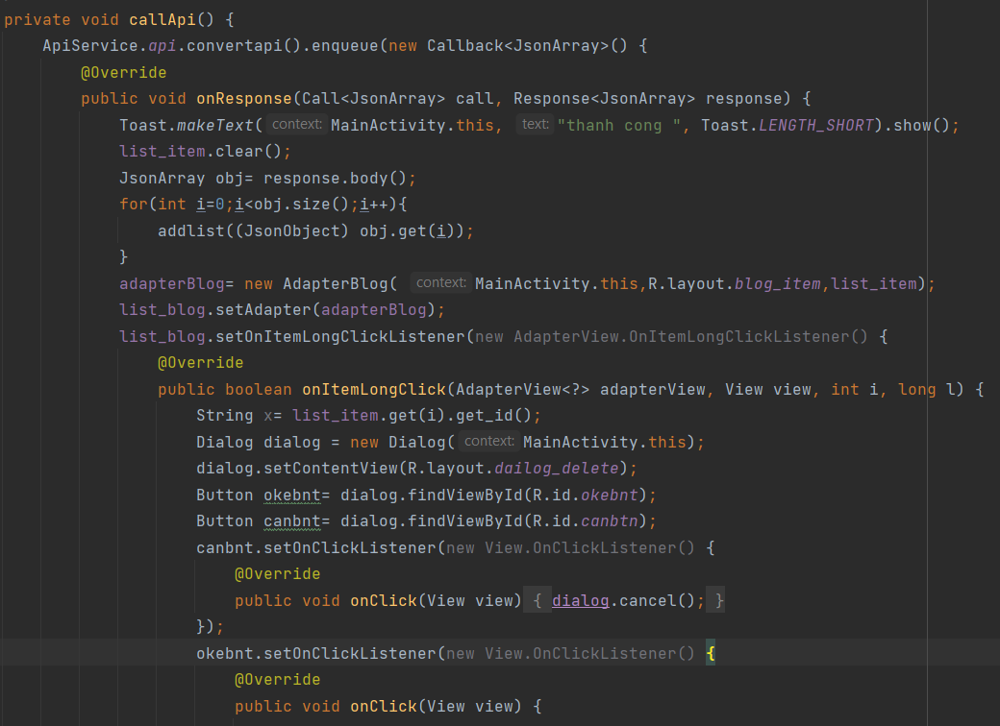 private void callApi() {
ApiService.api.convertapi().enqueue(new Callback<JsonArray>() {
@Override
public void onResponse(Call<JsonArray> call, Response<JsonArray> response) {
Toast.makeText( context: MainActivity.this, text: "thanh cong ", Toast.LENGTH_SHORT).show();
list_item.clear();
JsonArray obj= response.body();
for(int i=0;i<obj.size();i++){
addlist((JsonObject) obj.get(i));
}
adapterBlog= new AdapterBlog( context: MainActivity.this,R.layout.blog_item,list_item);
list_blog.setAdapter(adapterBlog);
list_blog.setOnItemLongClickListener(new AdapterView.OnItemLongClickListener() {
@Override
public boolean onItemLongClick(AdapterView<?> adapterView, View view, int i, long l) {
String x= list_item.get(i).get_id();
Dialog dialog = new Dialog( context: MainActivity.this);
dialog.setContentView(R.layout.dailog_delete);
Button okebnt= dialog.findViewById(R.id.okebnt);
Button canbnt= dialog.findViewById(R.id.canbtn);
canbnt.setOnClickListener(new View.OnClickListener() {
@Override
public void onClick(View view) { dialog.cancel(); }
});
okebnt.setOnClickListener(new View.OnClickListener() {
@Override
public void onClick(View view) {